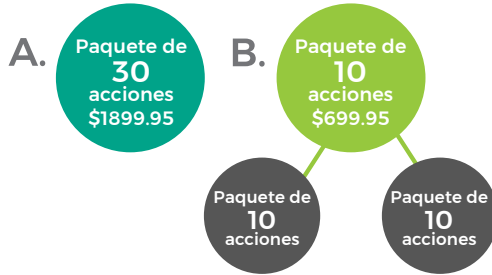 A.
Paquete de
30
acciones
$1899.95
B.
Paquete de
10
acciones
$699.95
Paquete de
10
acciones
Paquete de
10
acciones